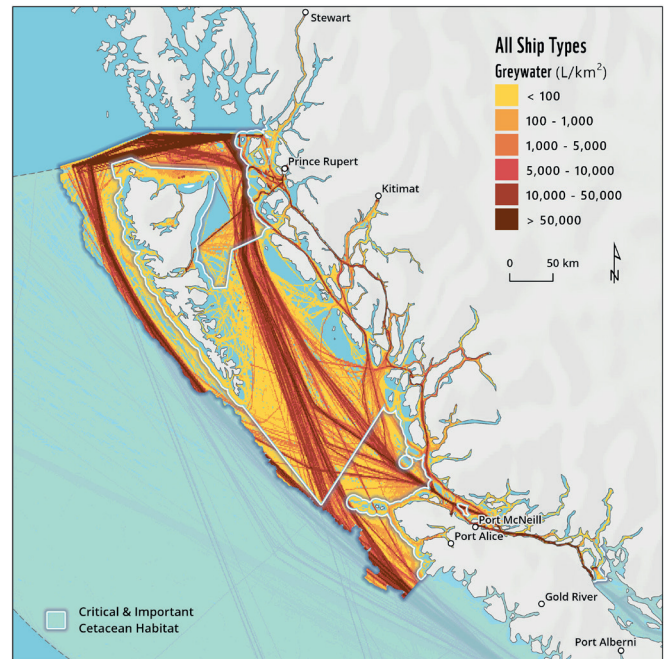 Stewart
All Ship Types
Greywater (L/km²)
< 100
100 - 1,000
1,000 - 5,000
5,000 - 10,000
10,000 - 50,000
> 50,000
Prince Rupert
Kitimat
0 50 km
N
Port McNeill
Port Alice
Gold River
Critical & Important
Cetacean Habitat
Port Alberni